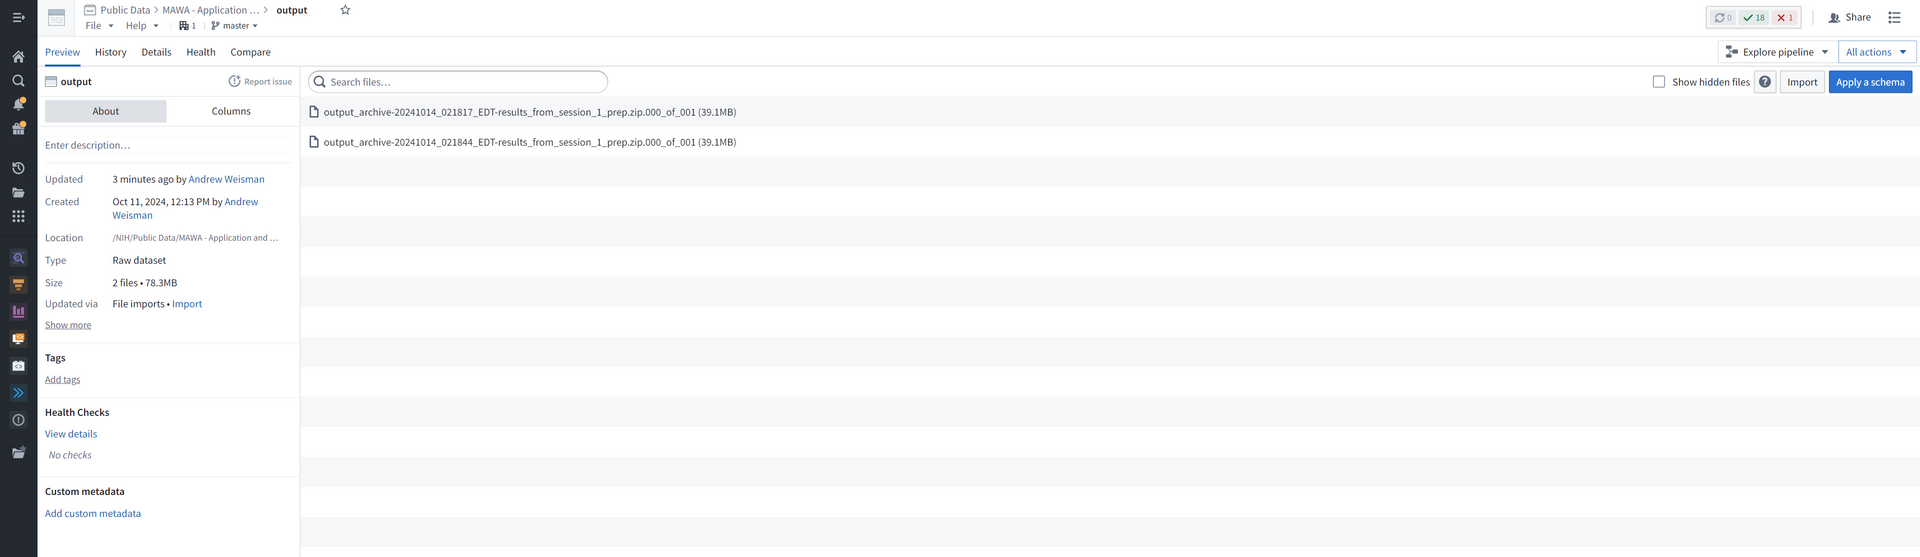 Public Data > MAWA - Application ... > output
File Help 1 master
0 18 1 Share
Preview History Details Health Compare
Explore pipeline All actions
output Report issue
Search files...
Show hidden files ? Import Apply a schema
About Columns
output_archive-20241014_021817_EDT-results_from_session_1_prep.zip.000_of_001 (39.1MB)
output_archive-20241014_021844_EDT-results_from_session_1_prep.zip.000_of_001 (39.1MB)
Enter description...
Updated 3 minutes ago by Andrew Weisman
Created Oct 11, 2024, 12:13 PM by Andrew
Weisman
Location /NIH/Public Data/MAWA - Application and ...
Type Raw dataset
Size 2 files • 78.3MB
Updated via File imports • Import
Show more
Tags
Add tags
Health Checks
View details
No checks
Custom metadata
Add custom metadata